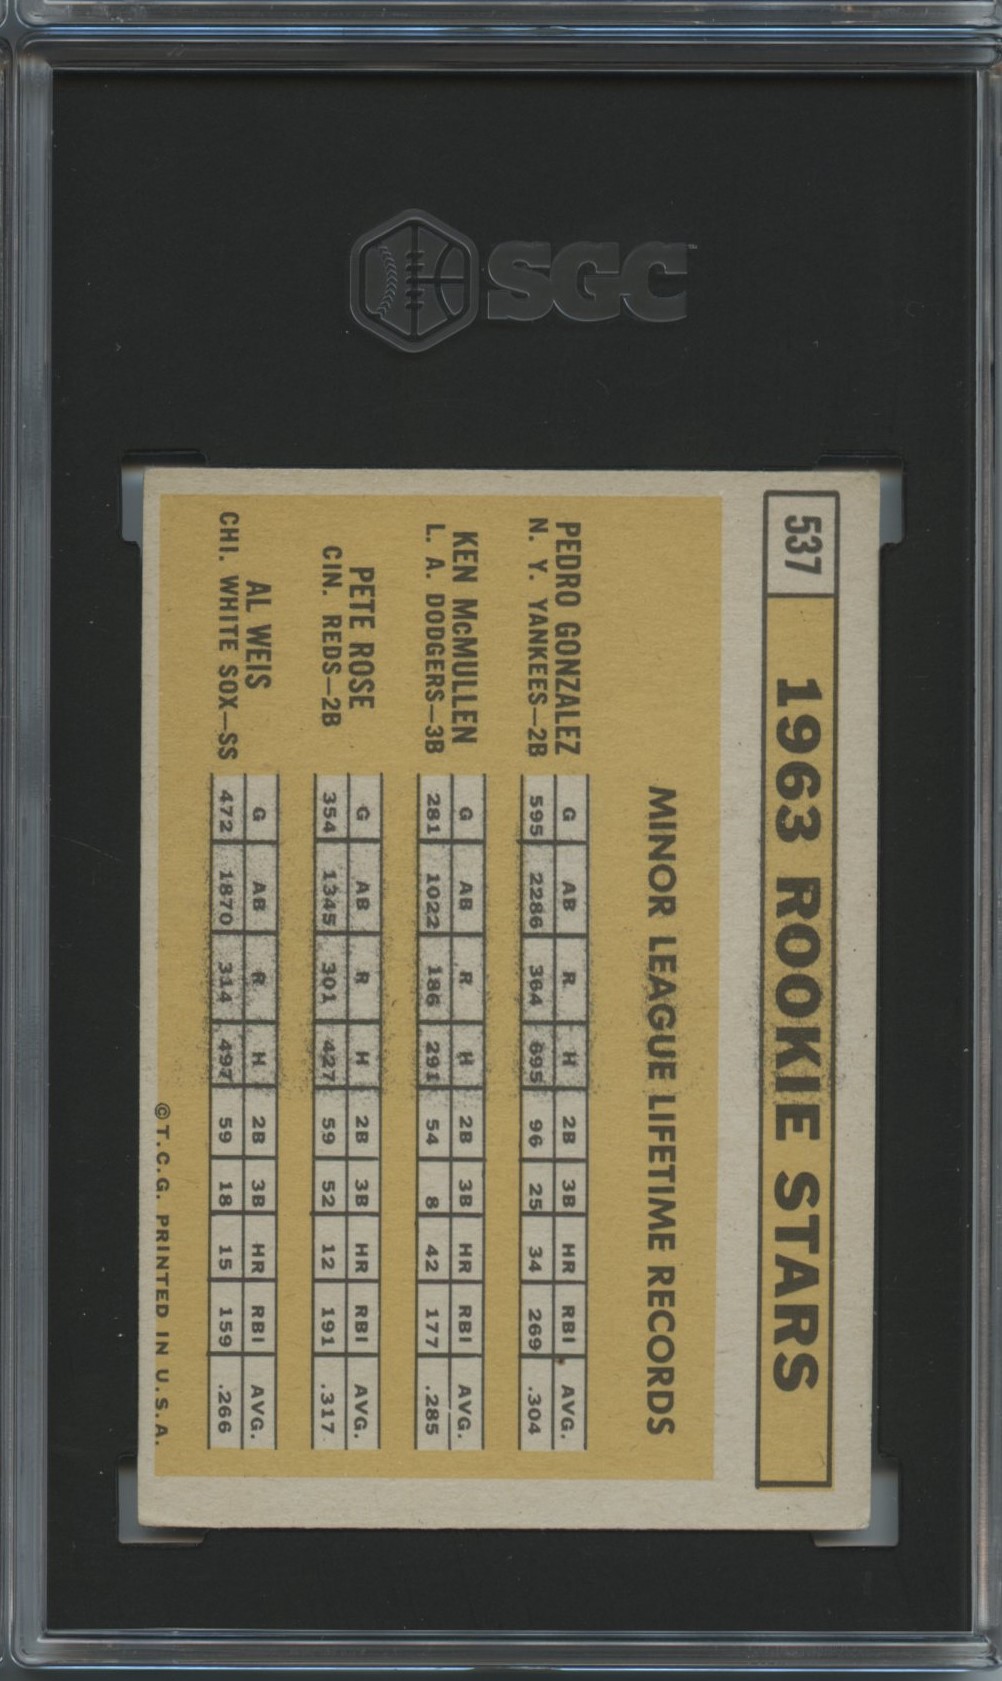 SGC
537
1963 ROOKIE STARS
MINOR LEAGUE LIFETIME RECORDS
PEDRO GONZALEZ
N. Y. YANKEES—2B
G AB R H 2B 3B HR RBI AVG.
595 2286 364 695 96 25 34 269 .304
KEN McMULLEN
L. A. DODGERS—3B
G AB R H 2B 3B HR RBI AVG.
281 1022 186 291 54 8 42 177 .285
PETE ROSE
CIN. REDS—2B
G AB R H 2B 3B HR RBI AVG.
354 1345 301 427 59 52 12 191 .317
AL WEIS
CHI. WHITE SOX—SS
G AB R H 2B 3B HR RBI AVG.
472 1870 314 497 59 18 15 159 .266
©T.C.G. PRINTED IN U.S.A.